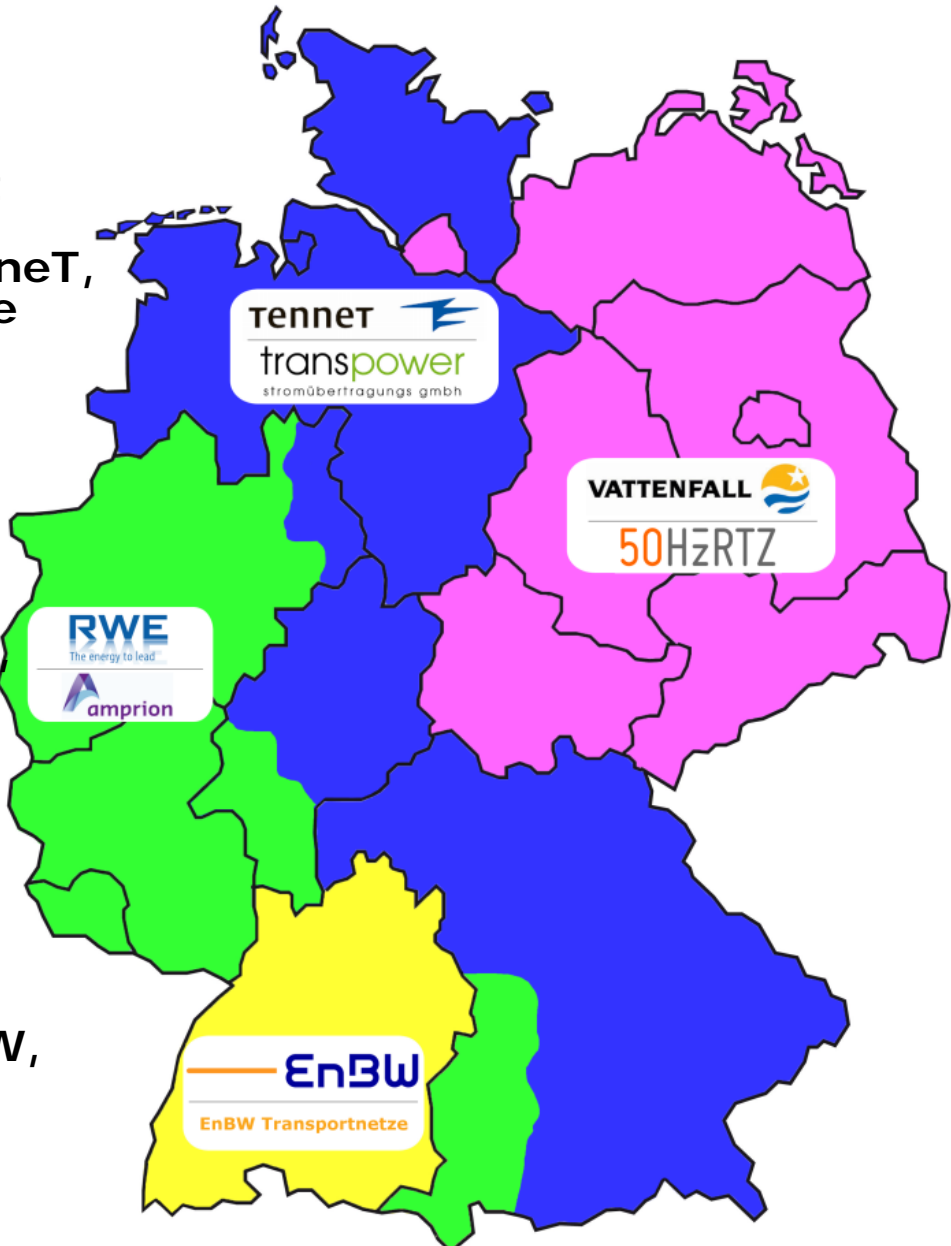 neT,
e
TenneT
transpower
stromübertragungs gmbh
VATTENFALL
50HzRTZ
RWE
The energy to lead
amprion
W,
EnBW
EnBW Transportnetze